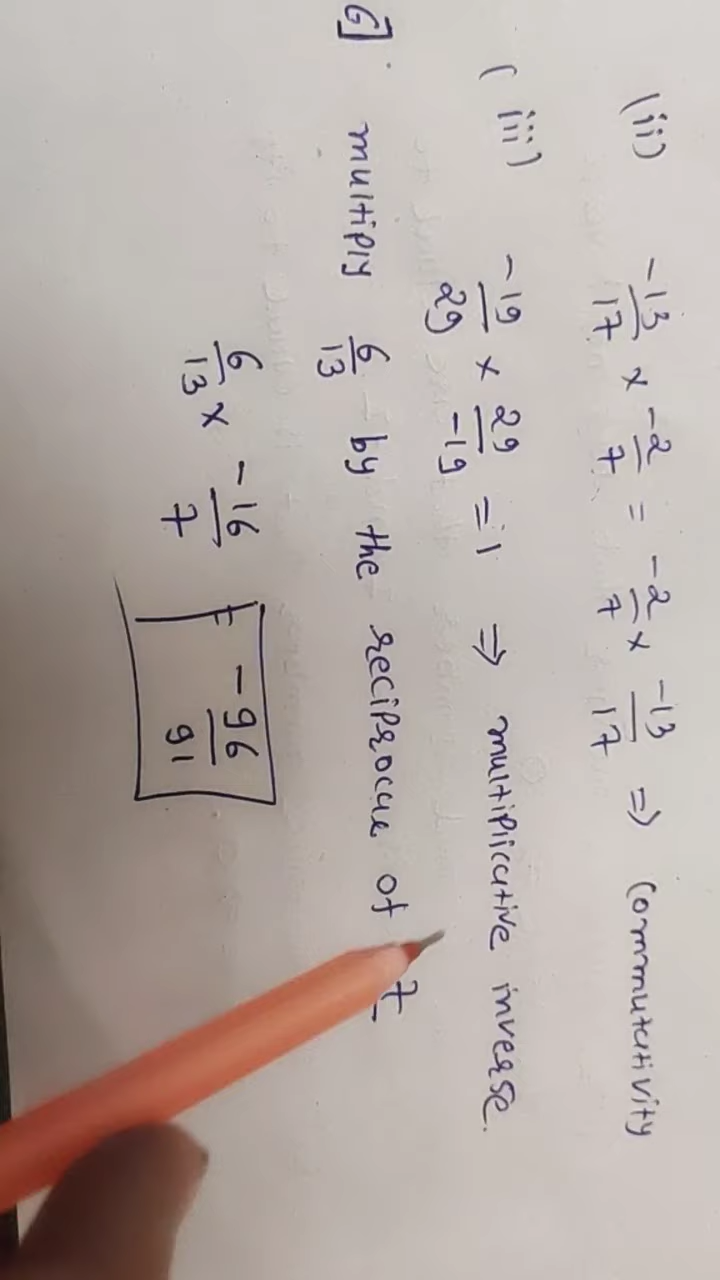 (ii) -13/17 × -2/7 = -2/7 × -13/17 ⇒ Commutativity
(iii) -19/29 × 29/-19 = 1 ⇒ multiplicative inverse.
6] multiply 6/13 by the reciprocal of 7
6/13 × -16/7 = -96/91